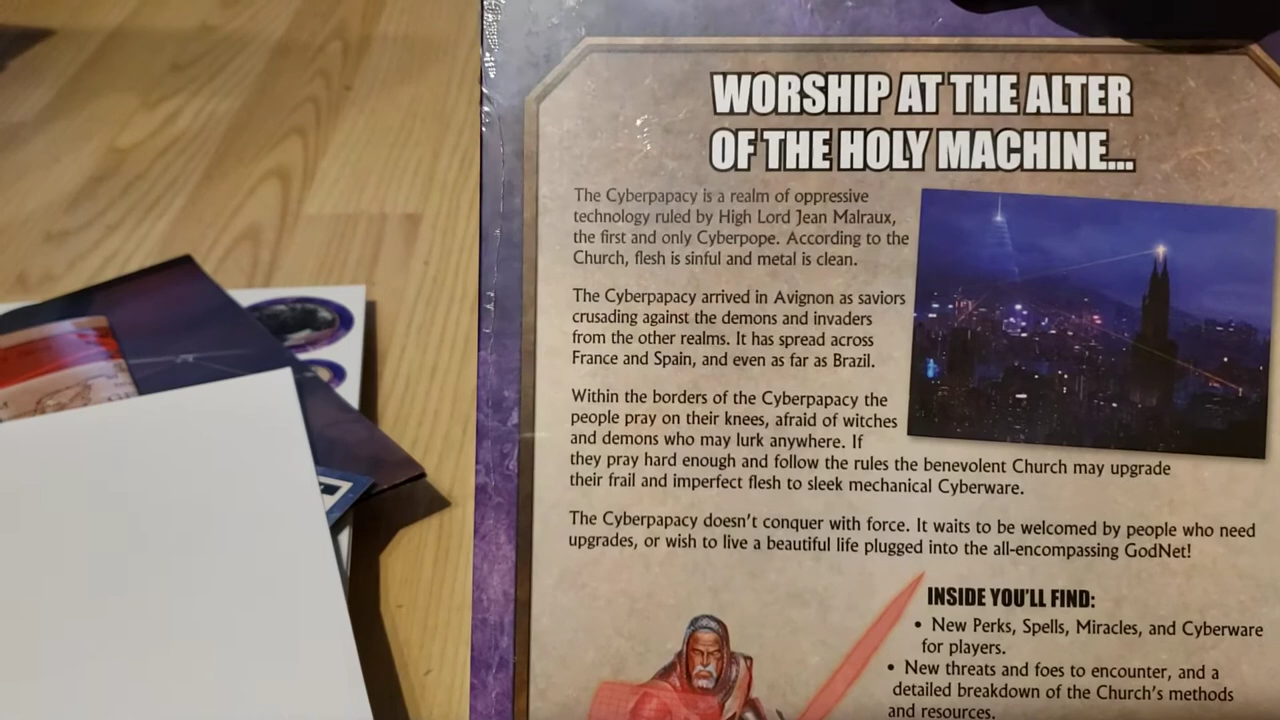 WORSHIP AT THE ALTER
OF THE HOLY MACHINE...
The Cyberpapacy is a realm of oppressive
technology ruled by High Lord Jean Malraux,
the first and only Cyberpope. According to the
Church, flesh is sinful and metal is clean.
The Cyberpapacy arrived in Avignon as saviors
crusading against the demons and invaders
from the other realms. It has spread across
France and Spain, and even as far as Brazil.
Within the borders of the Cyberpapacy the
people pray on their knees, afraid of witches
and demons who may lurk anywhere. If
they pray hard enough and follow the rules the benevolent Church may upgrade
their frail and imperfect flesh to sleek mechanical Cyberware.
The Cyberpapacy doesn't conquer with force. It waits to be welcomed by people who need
upgrades, or wish to live a beautiful life plugged into the all-encompassing GodNet!
INSIDE YOU'LL FIND:
• New Perks, Spells, Miracles, and Cyberware
for players.
• New threats and foes to encounter, and a
detailed breakdown of the Church's methods
and resources.